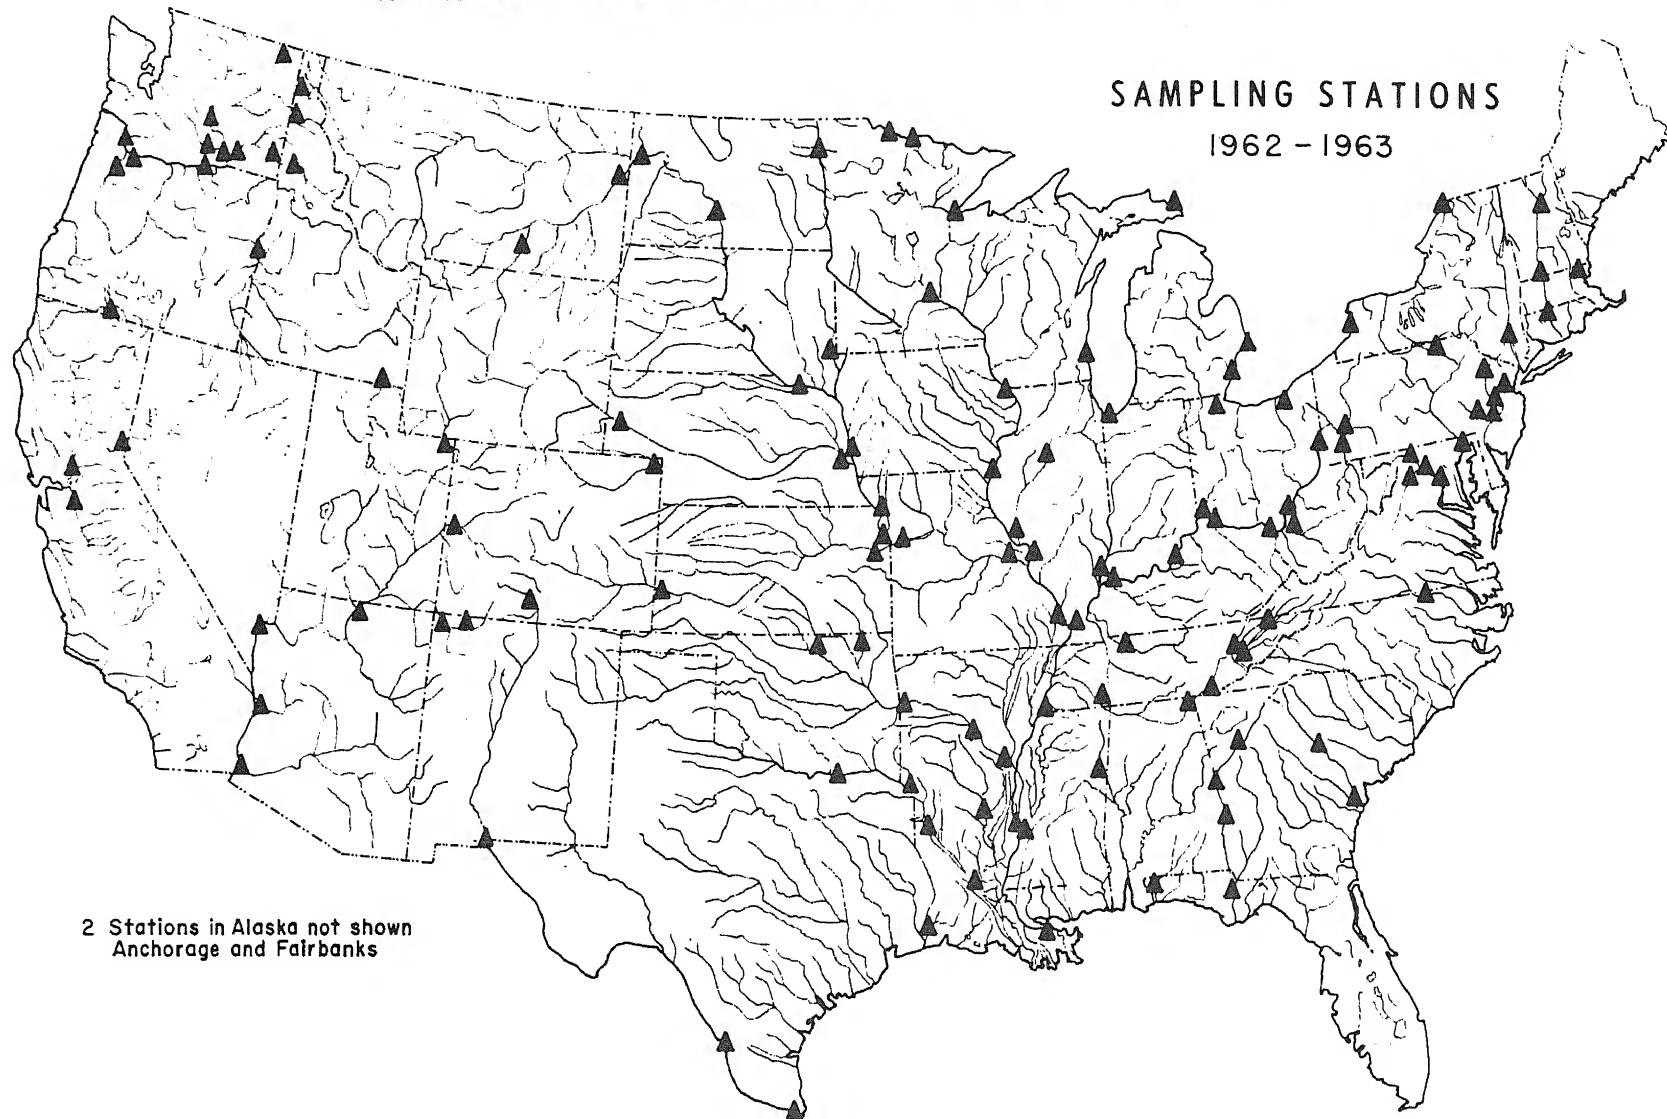 SAMPLING STATIONS
1962 – 1963
2 Stations in Alaska not shown
Anchorage and Fairbanks